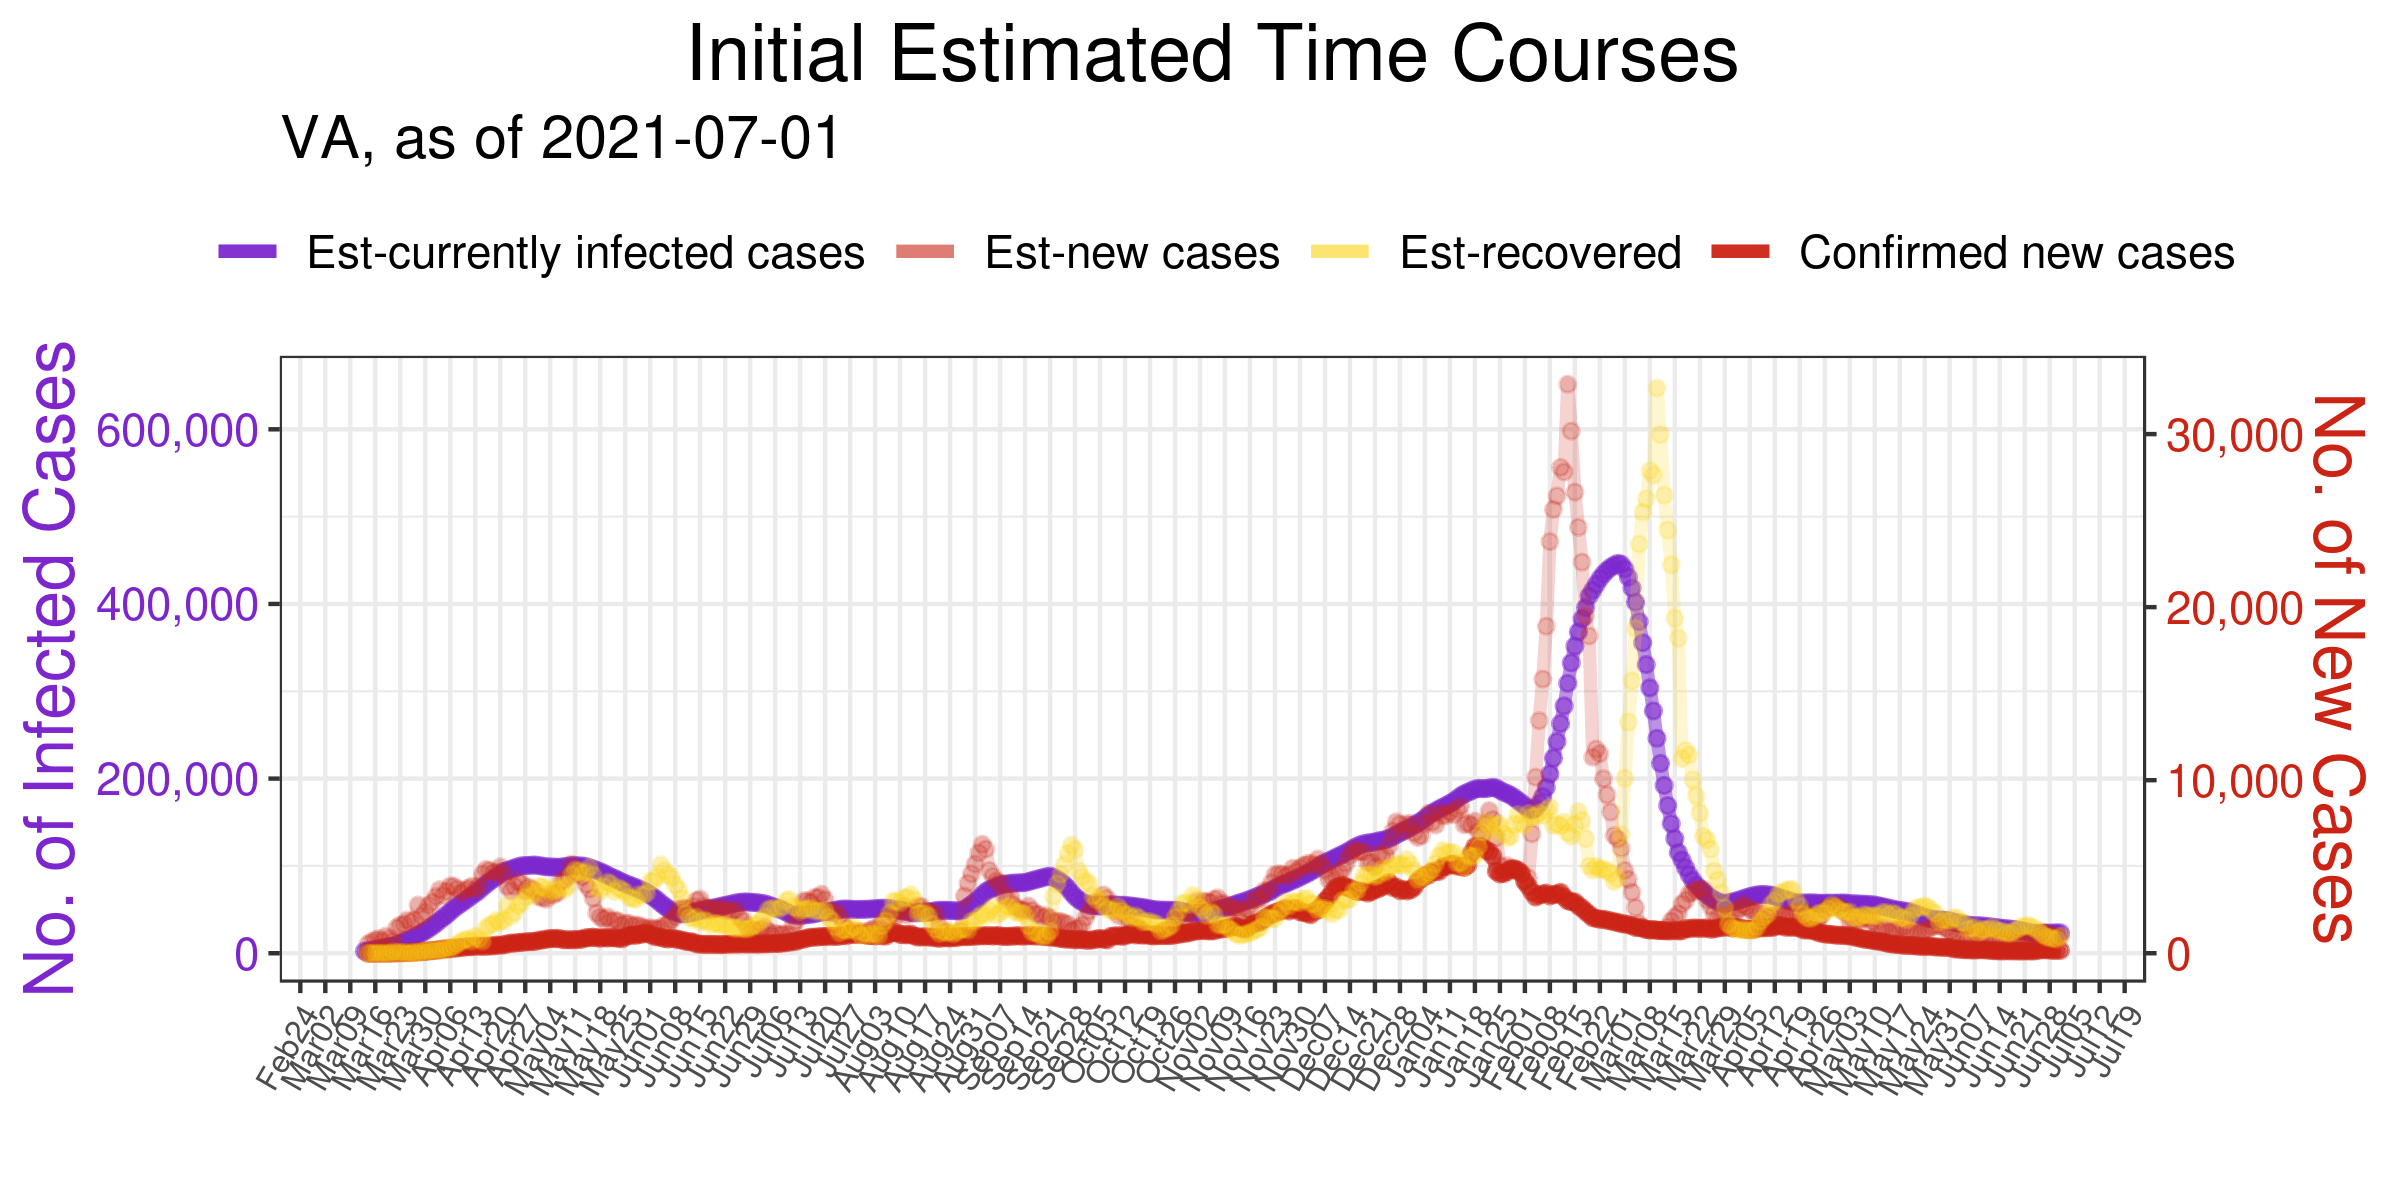 Initial Estimated Time Courses
VA, as of 2021-07-01
Est-currently infected cases
Est-new cases
Est-recovered
Confirmed new cases
No. of Infected Cases
600,000
400,000
200,000
0
30,000
20,000
10,000
0
No. of New Cases
Feb24
Mar02
Mar09
Mar16
Mar23
Mar30
Apr06
Apr13
Apr20
Apr27
May04
May11
May18
May25
Jun01
Jun08
Jun15
Jun22
Jun29
Jul06
Jul13
Jul20
Jul27
Aug03
Aug10
Aug17
Aug24
Aug31
Sep07
Sep14
Sep21
Sep28
Oct05
Oct12
Oct19
Oct26
Nov02
Nov09
Nov16
Nov23
Nov30
Dec07
Dec14
Dec21
Dec28
Jan04
Jan11
Jan18
Jan25
Feb01
Feb08
Feb15
Feb22
Mar01
Mar08
Mar15
Mar22
Mar29
Apr05
Apr12
Apr19
Apr26
May03
May10
May17
May24
May31
Jun07
Jun14
Jun21
Jun28
Jul05
Jul12
Jul19